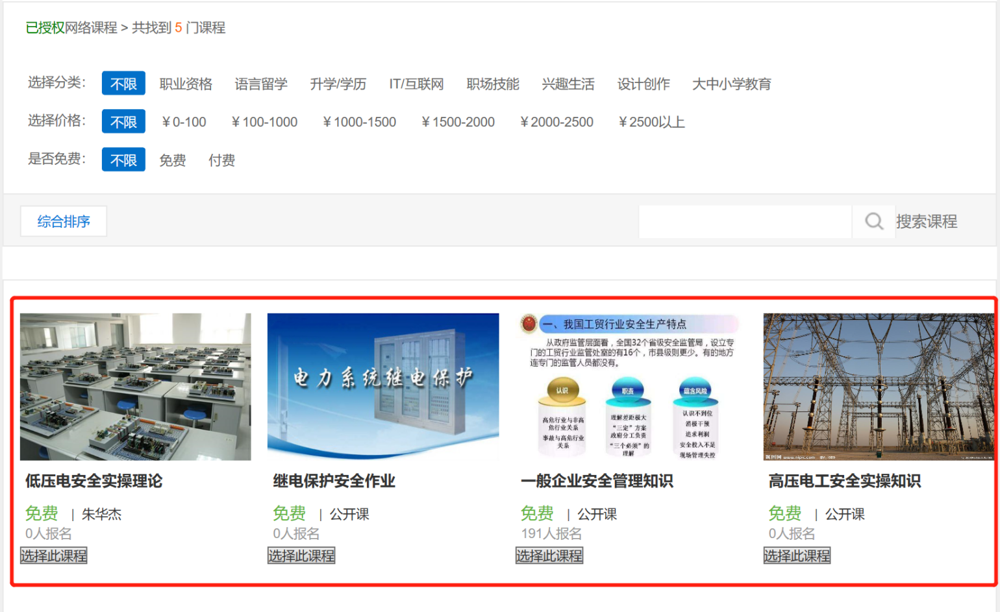 已授权网络课程 > 共找到 5 门课程
选择分类： 不限 职业资格 语言留学 升学/学历 IT/互联网 职场技能 兴趣生活 设计创作 大中小学教育
选择价格： 不限 ¥0-100 ¥100-1000 ¥1000-1500 ¥1500-2000 ¥2000-2500 ¥2500以上
是否免费： 不限 免费 付费
综合排序 搜索课程
电力系统继电保护
一、我国工贸行业安全生产特点
从政府监管层面看，全国32个省级安全监管局，设立专
门的工贸行业监管处室的有16个，市县级则更少。有的地方
连专门的监管人员都没有。
认识 职责 蕴含风险
高危行业与非高
危行业关系
事故与高危行业
关系
理解差距极大
“三定”方案
政府分工负责
“三个必须”的
理解
认识不到位
消极干预
追求利润
安全投入不足
现场管理失控
昵图网 www.nipic.com
低压电安全实操理论 继电保护安全作业 一般企业安全管理知识 高压电工安全实操知识
免费 | 朱华杰 免费 | 公开课 免费 | 公开课 免费 | 公开课
0人报名 0人报名 191人报名 0人报名
选择此课程 选择此课程 选择此课程 选择此课程